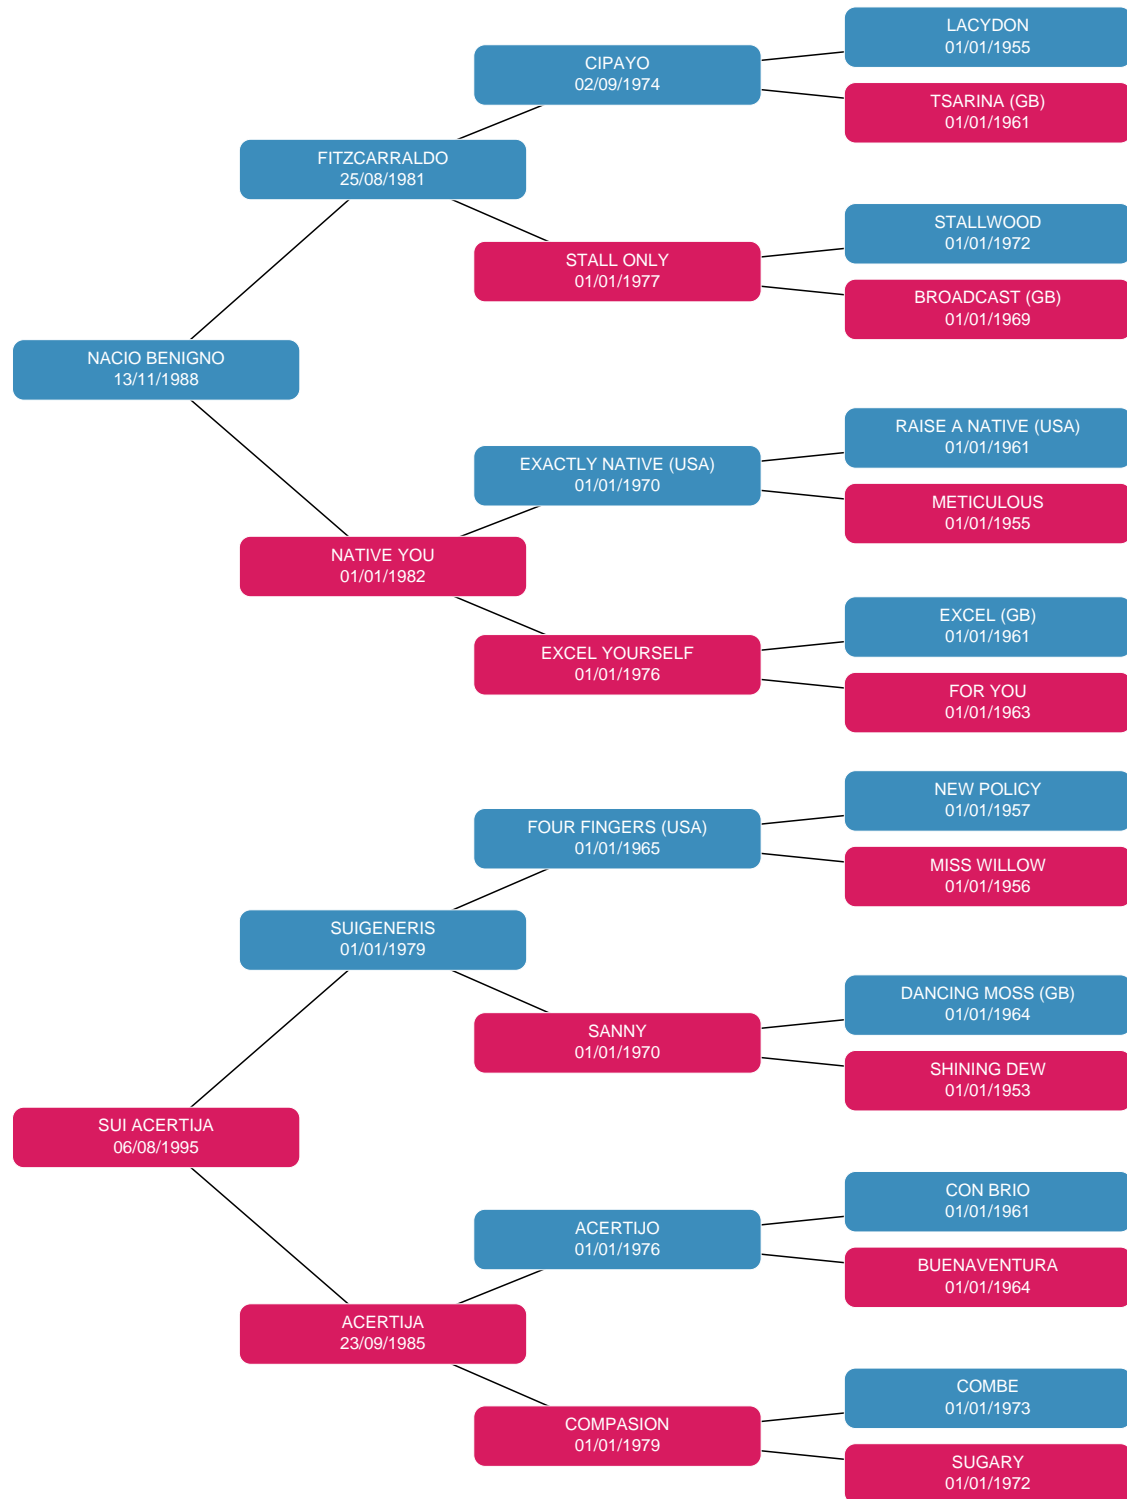 LACYDON
01/01/1955
CIPAYO
02/09/1974
TSARINA (GB)
01/01/1961
FITZCARRALDO
25/08/1981
STALLWOOD
01/01/1972
STALL ONLY
01/01/1977
BROADCAST (GB)
01/01/1969
NACIO BENIGNO
13/11/1988
RAISE A NATIVE (USA)
01/01/1961
EXACTLY NATIVE (USA)
01/01/1970
METICULOUS
01/01/1955
NATIVE YOU
01/01/1982
EXCEL (GB)
01/01/1961
EXCEL YOURSELF
01/01/1976
FOR YOU
01/01/1963
NEW POLICY
01/01/1957
FOUR FINGERS (USA)
01/01/1965
MISS WILLOW
01/01/1956
SUIGENERIS
01/01/1979
DANCING MOSS (GB)
01/01/1964
SANNY
01/01/1970
SHINING DEW
01/01/1953
SUI ACERTIJA
06/08/1995
CON BRIO
01/01/1961
ACERTIJO
01/01/1976
BUENAVENTURA
01/01/1964
ACERTIJA
23/09/1985
COMBE
01/01/1973
COMPASION
01/01/1979
SUGARY
01/01/1972